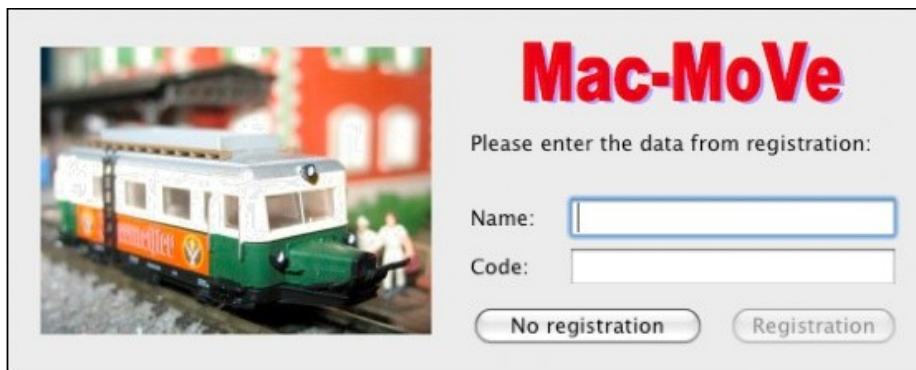 Mac-MoVe
Please enter the data from registration:
Name:
Code:
No registration
Registration